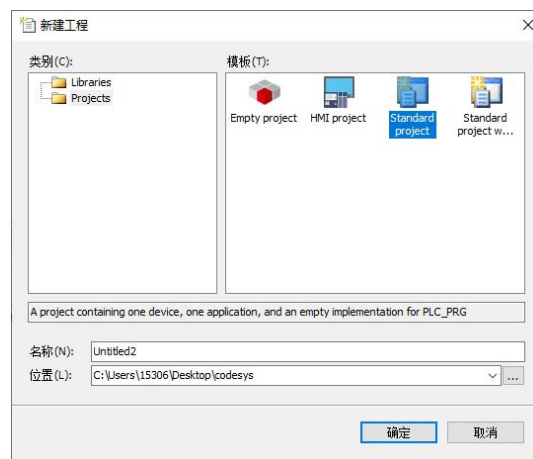 新建工程
类别(C):
模板(T):
Libraries
Projects
Empty project
HMI project
Standard
project
Standard
project w...
A project containing one device, one application, and an empty implementation for PLC_PRG
名称(N):
Untitled2
位置(L):
C:\Users\15306\Desktop\codesys
...
确定
取消